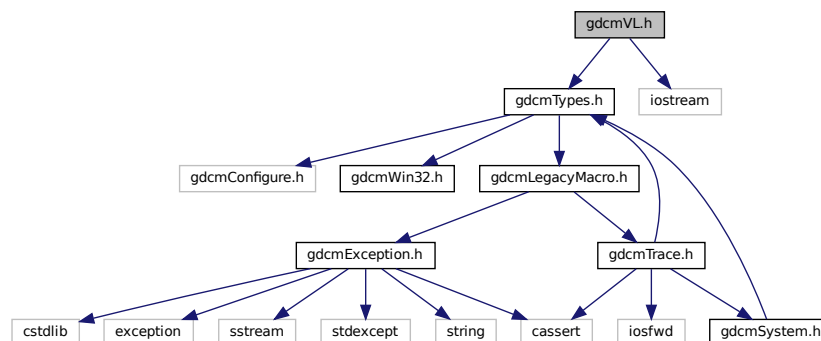 gdcmVL.h
gdcmTypes.h
iostream
gdcmConfigure.h
gdcmWin32.h
gdcmLegacyMacro.h
gdcmException.h
gdcmTrace.h
cstdlib
exception
sstream
stdexcept
string
cassert
iosfwd
gdcmSystem.h